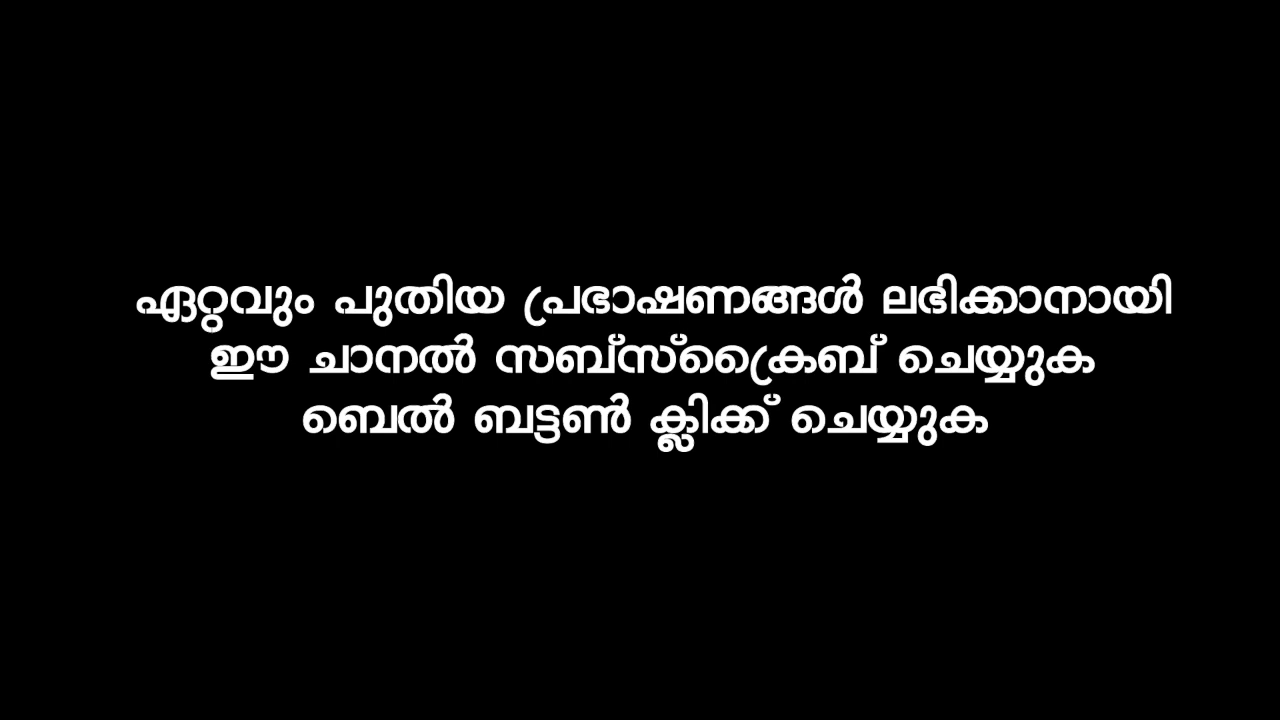 ഏറ്റവും പുതിയ പ്രഭാഷണങ്ങൾ ലഭിക്കാനായി
ഈ ചാനൽ സബ്സ്ക്രൈബ് ചെയ്യുക
ബെൽ ബട്ടൺ ക്ലിക്ക് ചെയ്യുക